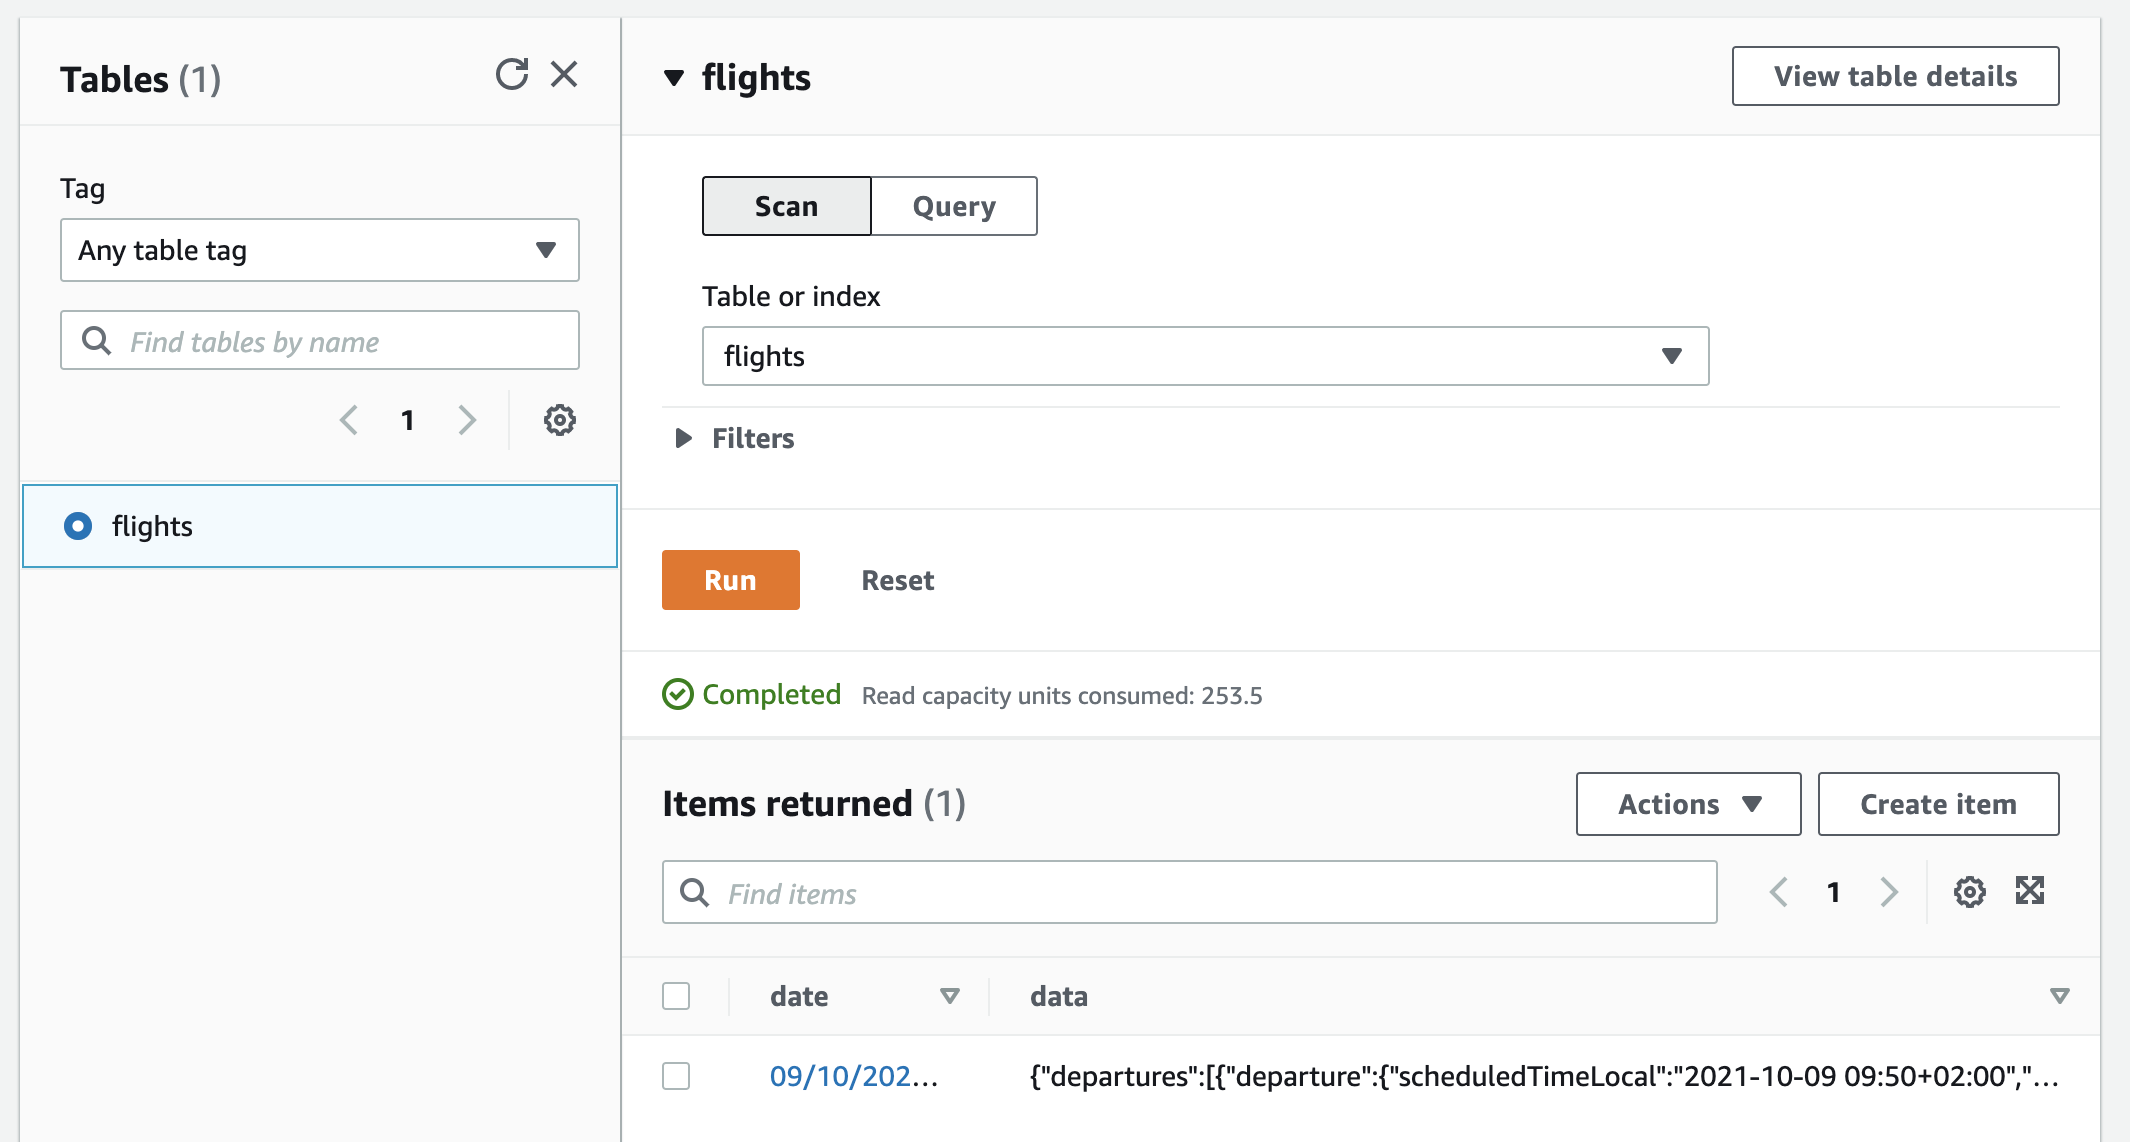 Tables (1)
Tag
Any table tag
Find tables by name
1
flights
flights
View table details
Scan
Query
Table or index
flights
Filters
Run
Reset
Completed Read capacity units consumed: 253.5
Items returned (1)
Actions
Create item
Find items
1
date
data
09/10/202...
{"departures":[{"departure":{"scheduledTimeLocal":"2021-10-09 09:50+02:00","...